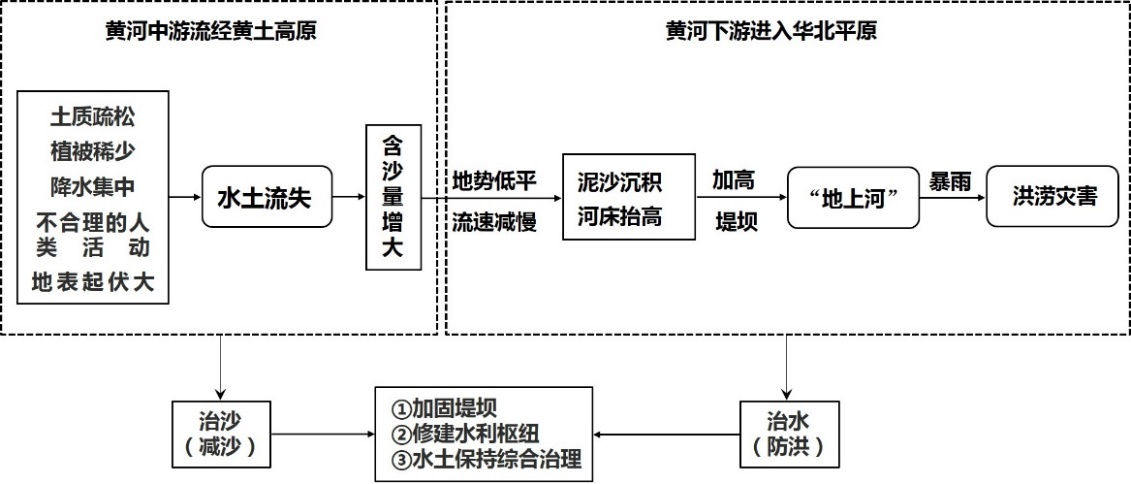 黄河中游流经黄土高原
黄河下游进入华北平原
土质疏松
植被稀少
降水集中
不合理的人
类活动
地表起伏大
水土流失
含沙量增大
地势低平
流速减慢
泥沙沉积
河床抬高
加高
堤坝
“地上河”
暴雨
洪涝灾害
治沙
（减沙）
①加固堤坝
②修建水利枢纽
③水土保持综合治理
治水
（防洪）